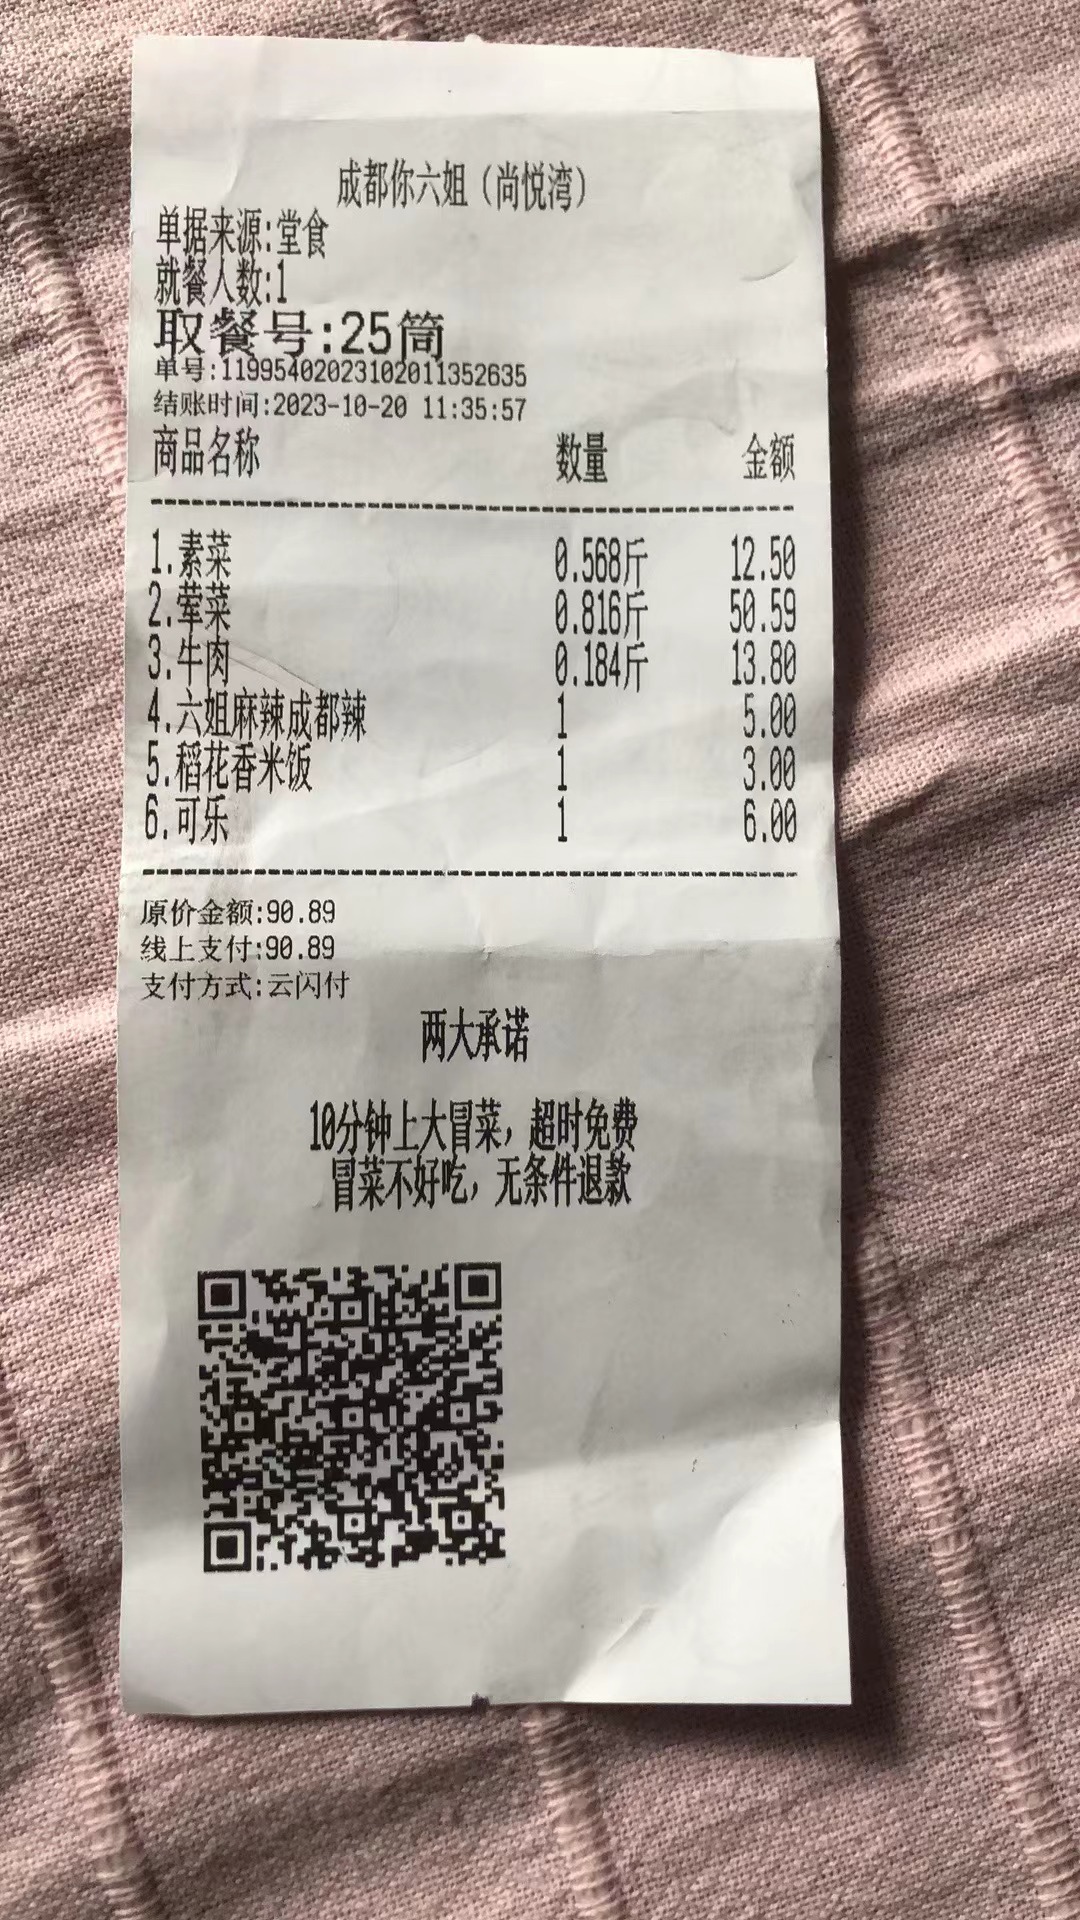 成都你六姐（尚悦湾）
单据来源:堂食
就餐人数:1
取餐号:25筒
单号:11995402023102011352635
结账时间:2023-10-20 11:35:57
商品名称 数量 金额
1.素菜 0.568斤 12.50
2.荤菜 0.816斤 50.59
3.牛肉 0.184斤 13.80
4.六姐麻辣成都辣 1 5.00
5.稻花香米饭 1 3.00
6.可乐 1 6.00
原价金额:90.89
线上支付:90.89
支付方式:云闪付
两大承诺
10分钟上大冒菜，超时免费
冒菜不好吃，无条件退款